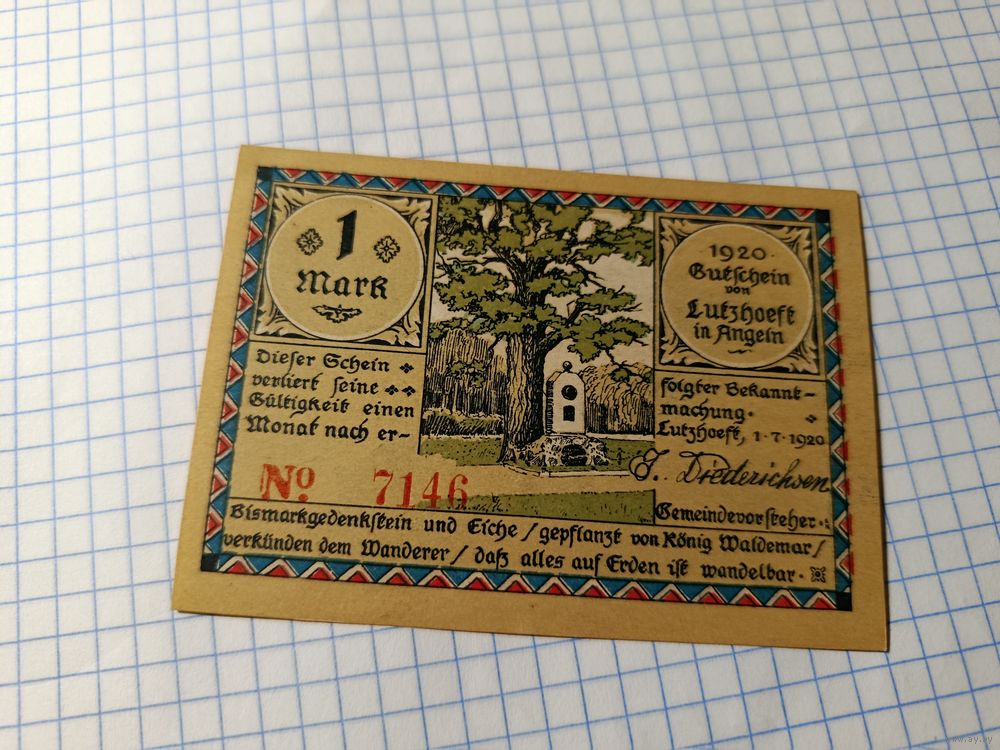 1
Mark
1920.
Gutschein
von
Lutzhoeft
in Angeln
Dieser Schein
verliert seine
Gültigkeit einen
Monat nach er-
folgter Bekannt-
machung.
Lutzhoeft, 1.7.1920
J. Drederichsen
Gemeindevorsteher.
No 7146
Bismarkgedenkstein und Eiche / gepflanzt von König Waldemar /
verkünden dem Wanderer / daß alles auf Erden ist wandelbar.